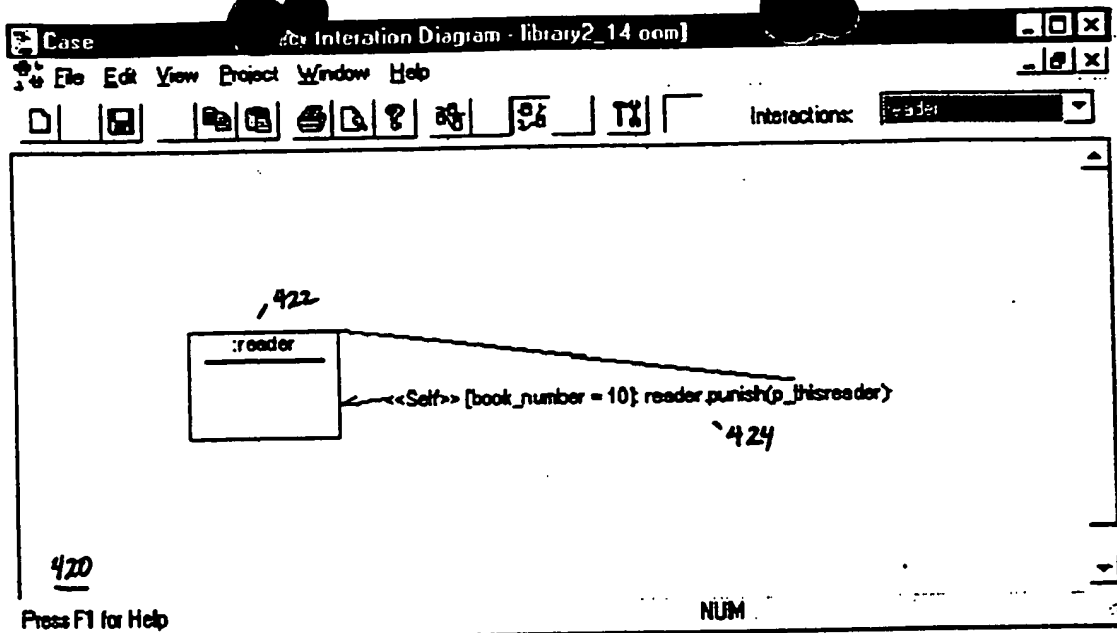 Case Interation Diagram - library2_14 oom]
File Edit View Project Window Help
Interactions:
422
:reader
<<Self>> [book_number = 10]: reader.punish(p_thisreader)
424
420
Press F1 for Help NUM